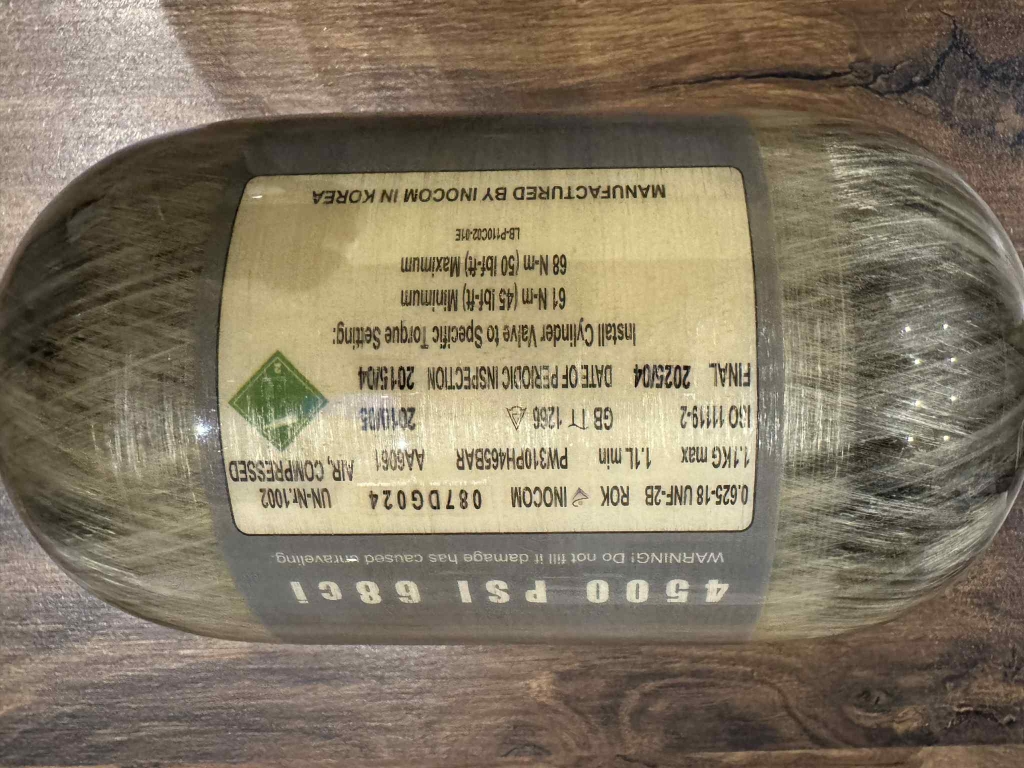 4500 PSI 68ci
WARNING! Do not fill if damage has caused unraveling.
0.625-18 UNF-2B ROK INOCOM 087DG024 UN-Nr.1002
1.1KG max 1.1L min PW310PH465BAR AA6061 AIR, COMPRESSED
ISO 11119-2 GB TT 1266 2010/05
FINAL 2025/04 DATE OF PERIODIC INSPECTION 2015/04
2
Install Cylinder Valve to Specific Torque Setting:
61 N-m (45 lbf-ft) Minimum
68 N-m (50 lbf-ft) Maximum
LB-P110C02-01E
MANUFACTURED BY INOCOM IN KOREA